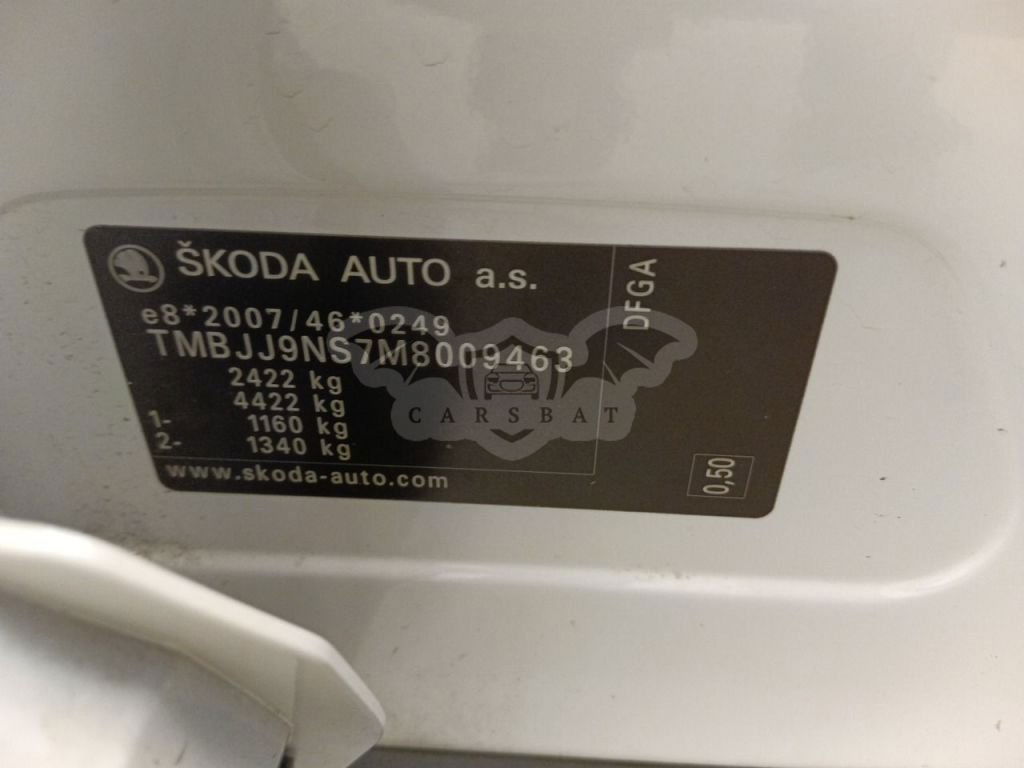 ŠKODA AUTO a.s.
e8*2007/46*0249
TMBJJ9NS7M8009463
2422 kg
4422 kg
1- 1160 kg
2- 1340 kg
www.skoda-auto.com
DFGA
0,50
CARSBAT